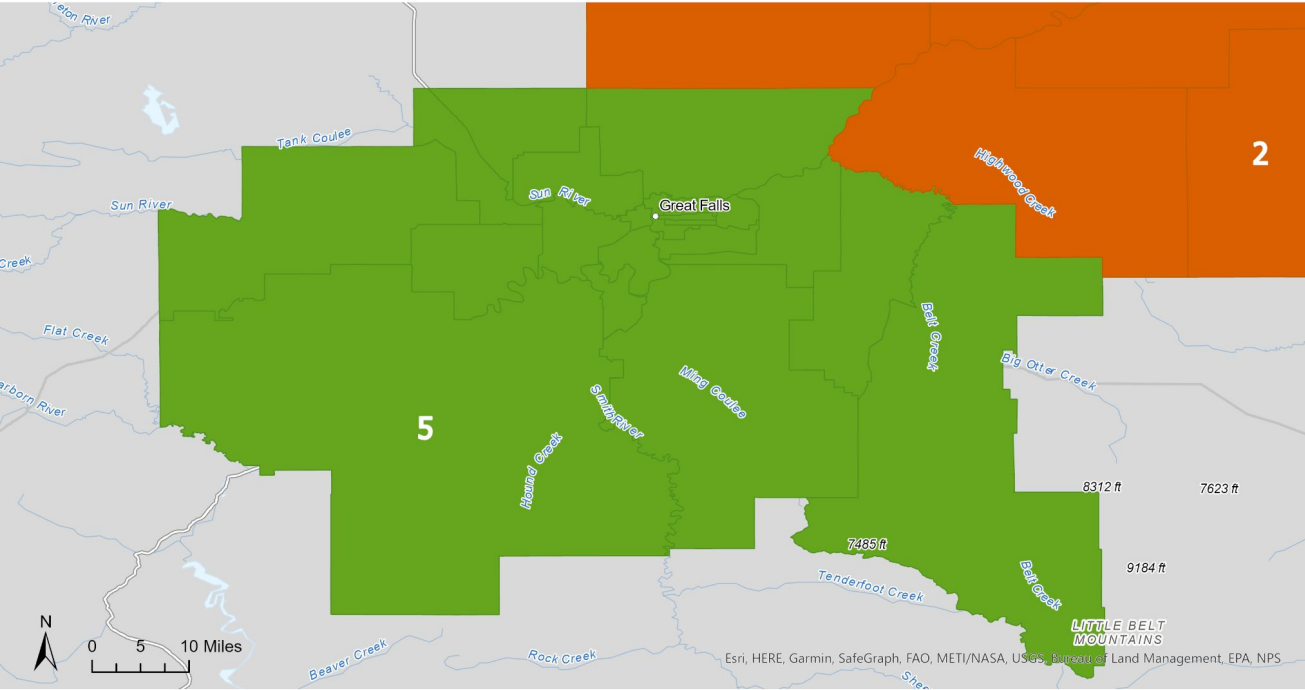 eton River
Tank Coulee
2
Highwood Creek
Sun River
Sun River
Great Falls
Creek
Flat Creek
Belt Creek
Big Otter Creek
Ming Coulee
arborn River
Smith River
5
Hound Creek
8312 ft
7623 ft
7485 ft
9184 ft
Belt Creek
Tenderfoot Creek
LITTLE BELT
MOUNTAINS
N
0 5 10 Miles
Beaver Creek
Rock Creek
Esri, HERE, Garmin, SafeGraph, FAO, METI/NASA, USGS, Bureau of Land Management, EPA, NPS